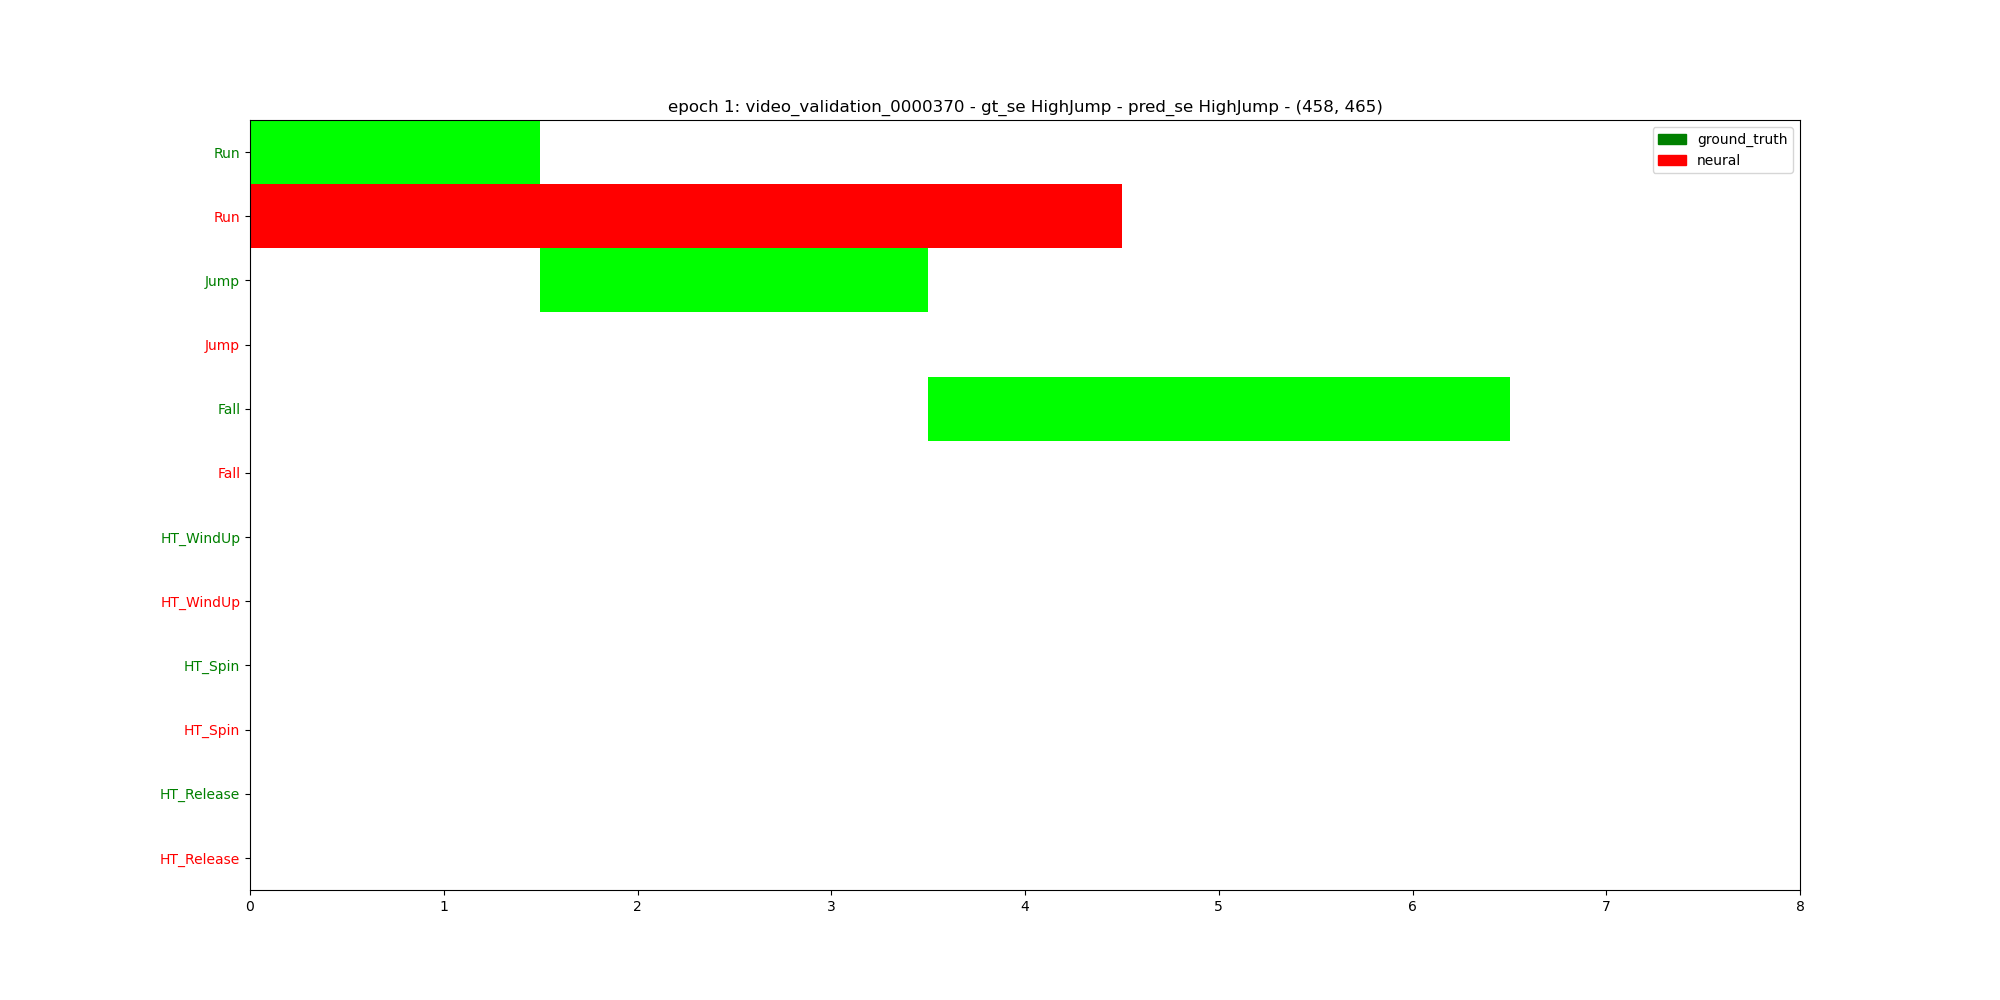 epoch 1: video_validation_0000370 - gt_se HighJump - pred_se HighJump - (458, 465)
ground_truth
neural
Run
Run
Jump
Jump
Fall
Fall
HT_WindUp
HT_WindUp
HT_Spin
HT_Spin
HT_Release
HT_Release
0 1 2 3 4 5 6 7 8